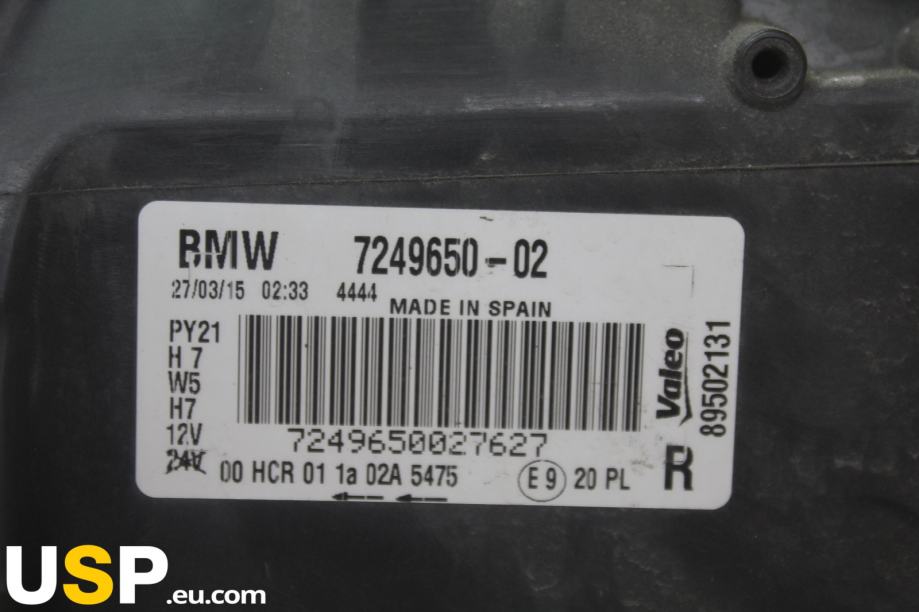 BMW 7249650-02
27/03/15 02:33 4444
MADE IN SPAIN
PY21
H 7
W5
H7
12V
24V
7249650027627
00 HCR 01 1a 02A 5475
E 9 20 PL
R
Valeo
89502131
USP.eu.com